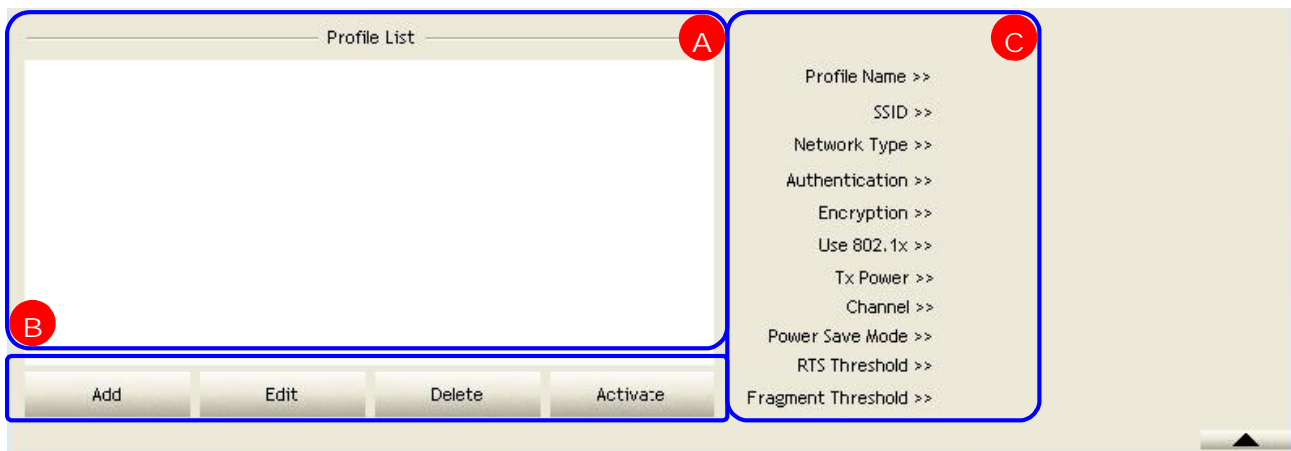 Profile List
A
B
Add Edit Delete Activate
C
Profile Name >>
SSID >>
Network Type >>
Authentication >>
Encryption >>
Use 802.1x >>
Tx Power >>
Channel >>
Power Save Mode >>
RTS Threshold >>
Fragment Threshold >>